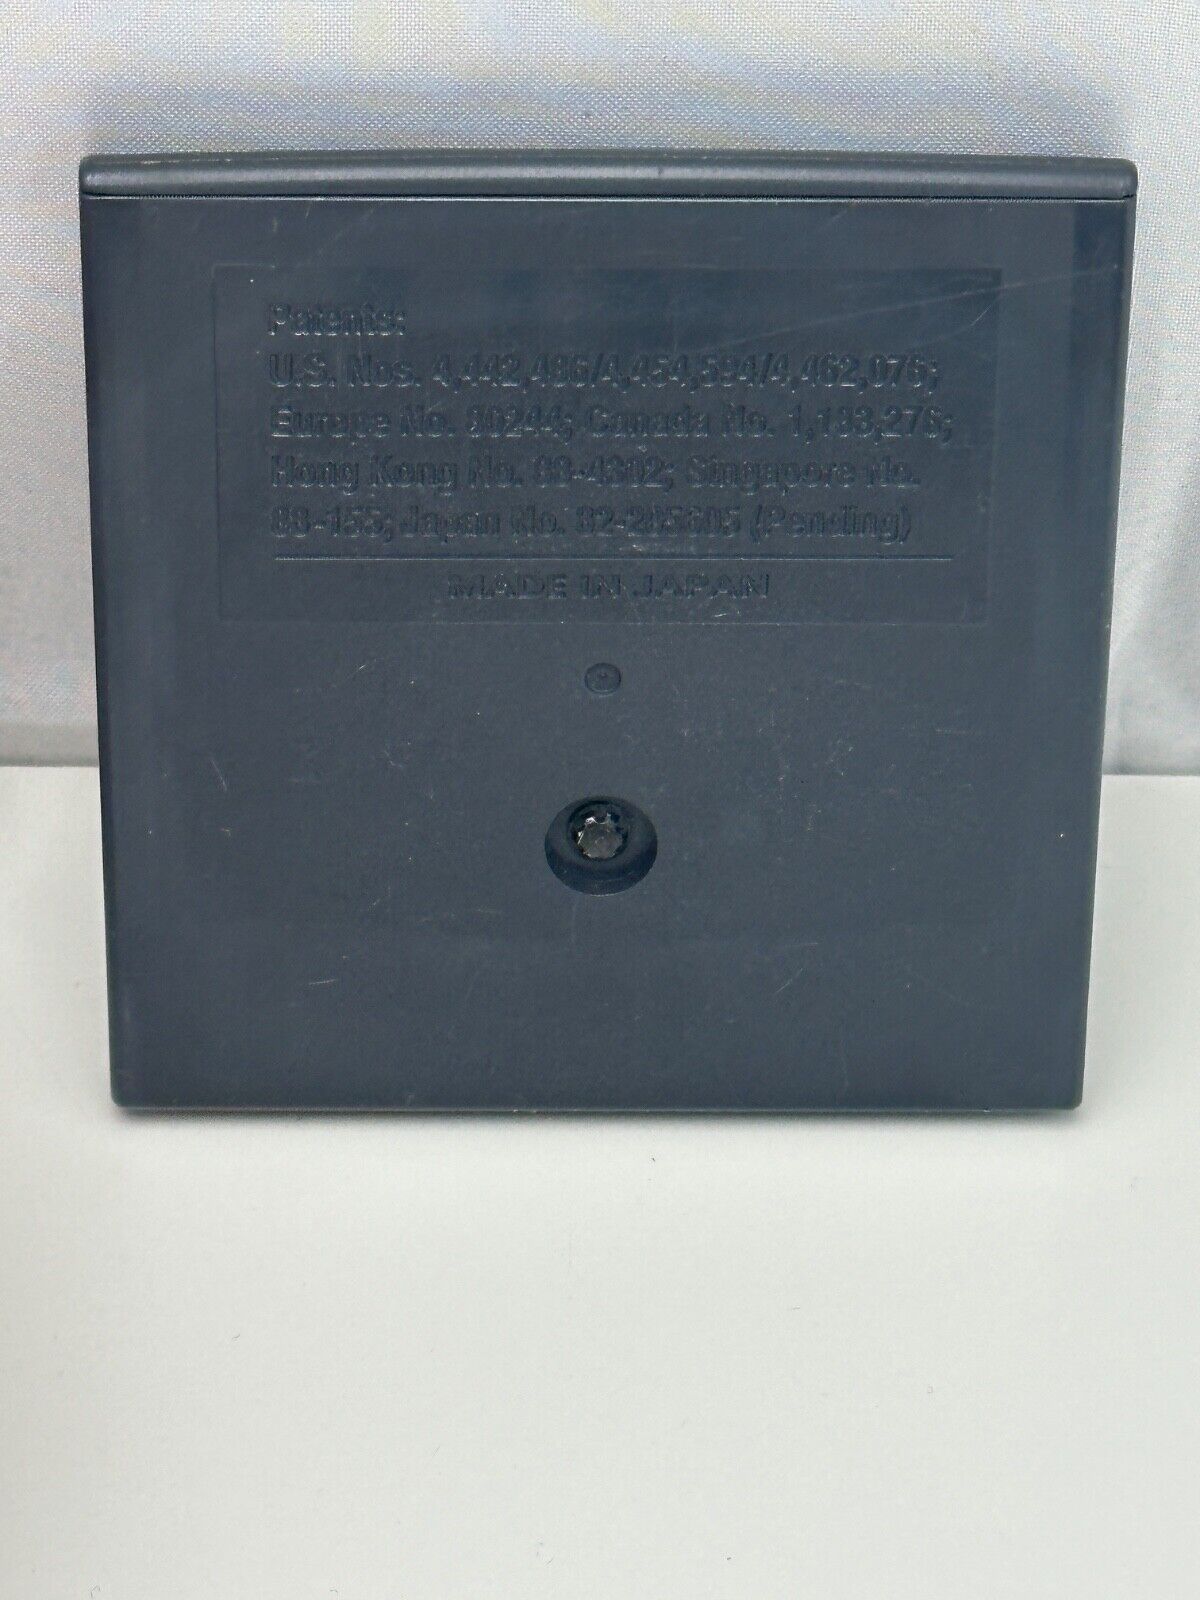 Patents:
U.S. Nos. 4,442,486/4,454,594/4,462,076;
Europe No. 80244; Canada No. 1,183,276;
Hong Kong No. 88-4302; Singapore No.
88-155; Japan No. 82-205605 (Pending)
MADE IN JAPAN